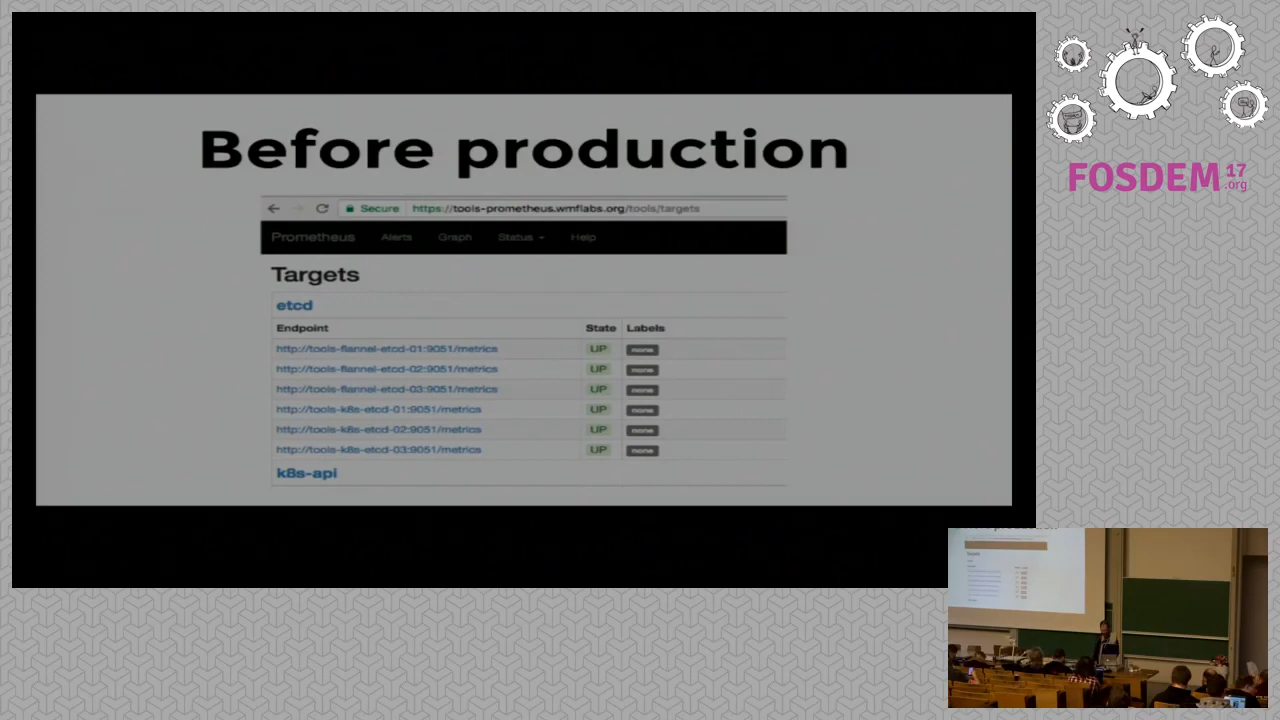 Before production
Secure https://tools-prometheus.wmflabs.org/tools/targets
Prometheus Alerts Graph Status Help
Targets
etcd
Endpoint State Labels
http://tools-flannel-etcd-01:9051/metrics UP none
http://tools-flannel-etcd-02:9051/metrics UP none
http://tools-flannel-etcd-03:9051/metrics UP none
http://tools-k8s-etcd-01:9051/metrics UP none
http://tools-k8s-etcd-02:9051/metrics UP none
http://tools-k8s-etcd-03:9051/metrics UP none
k8s-api
FOSDEM 17
.org